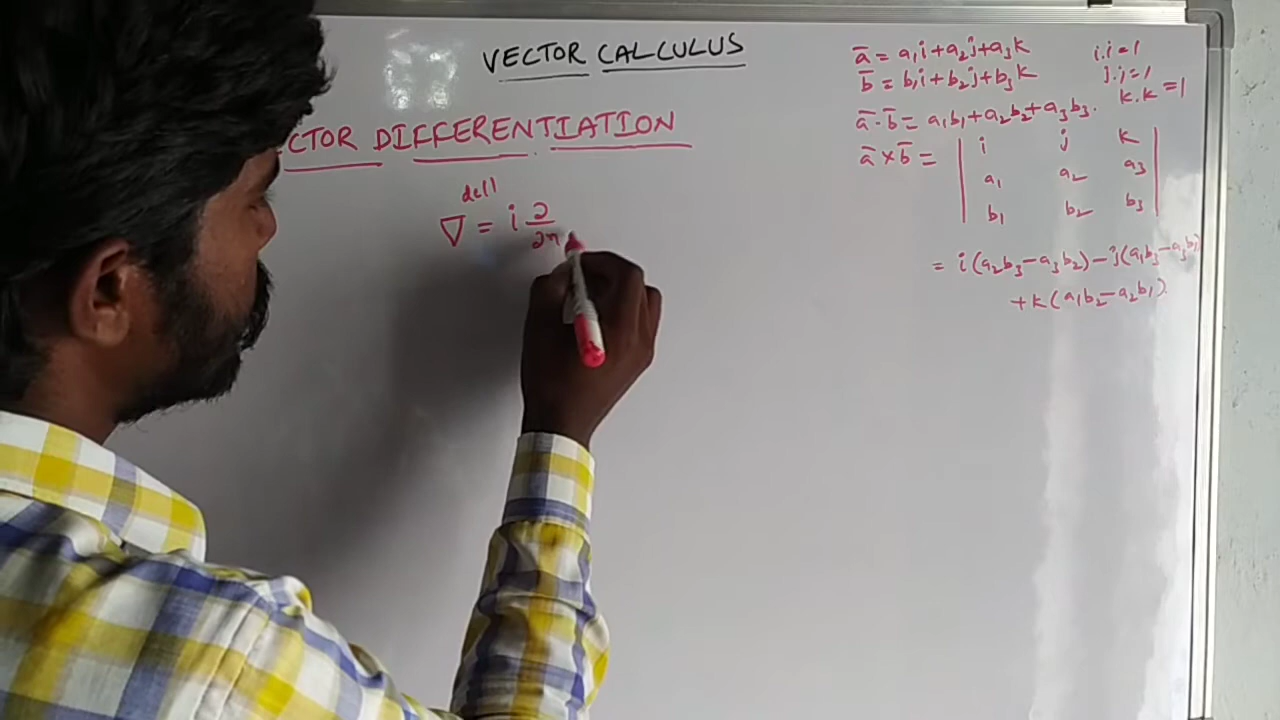 VECTOR CALCULUS
ECTOR DIFFERENTIATION
dell
∇ = i ∂/∂x
ā = a₁i + a₂j + a₃k
b̄ = b₁i + b₂j + b₃k
i.i = 1
j.j = 1
k.k = 1
ā·b̄ = a₁b₁ + a₂b₂ + a₃b₃.
ā × b̄ = | i j k |
| a₁ a₂ a₃ |
| b₁ b₂ b₃ |
= i(a₂b₃ − a₃b₂) − j(a₁b₃ − a₃b₁)
+ k(a₁b₂ − a₂b₁).